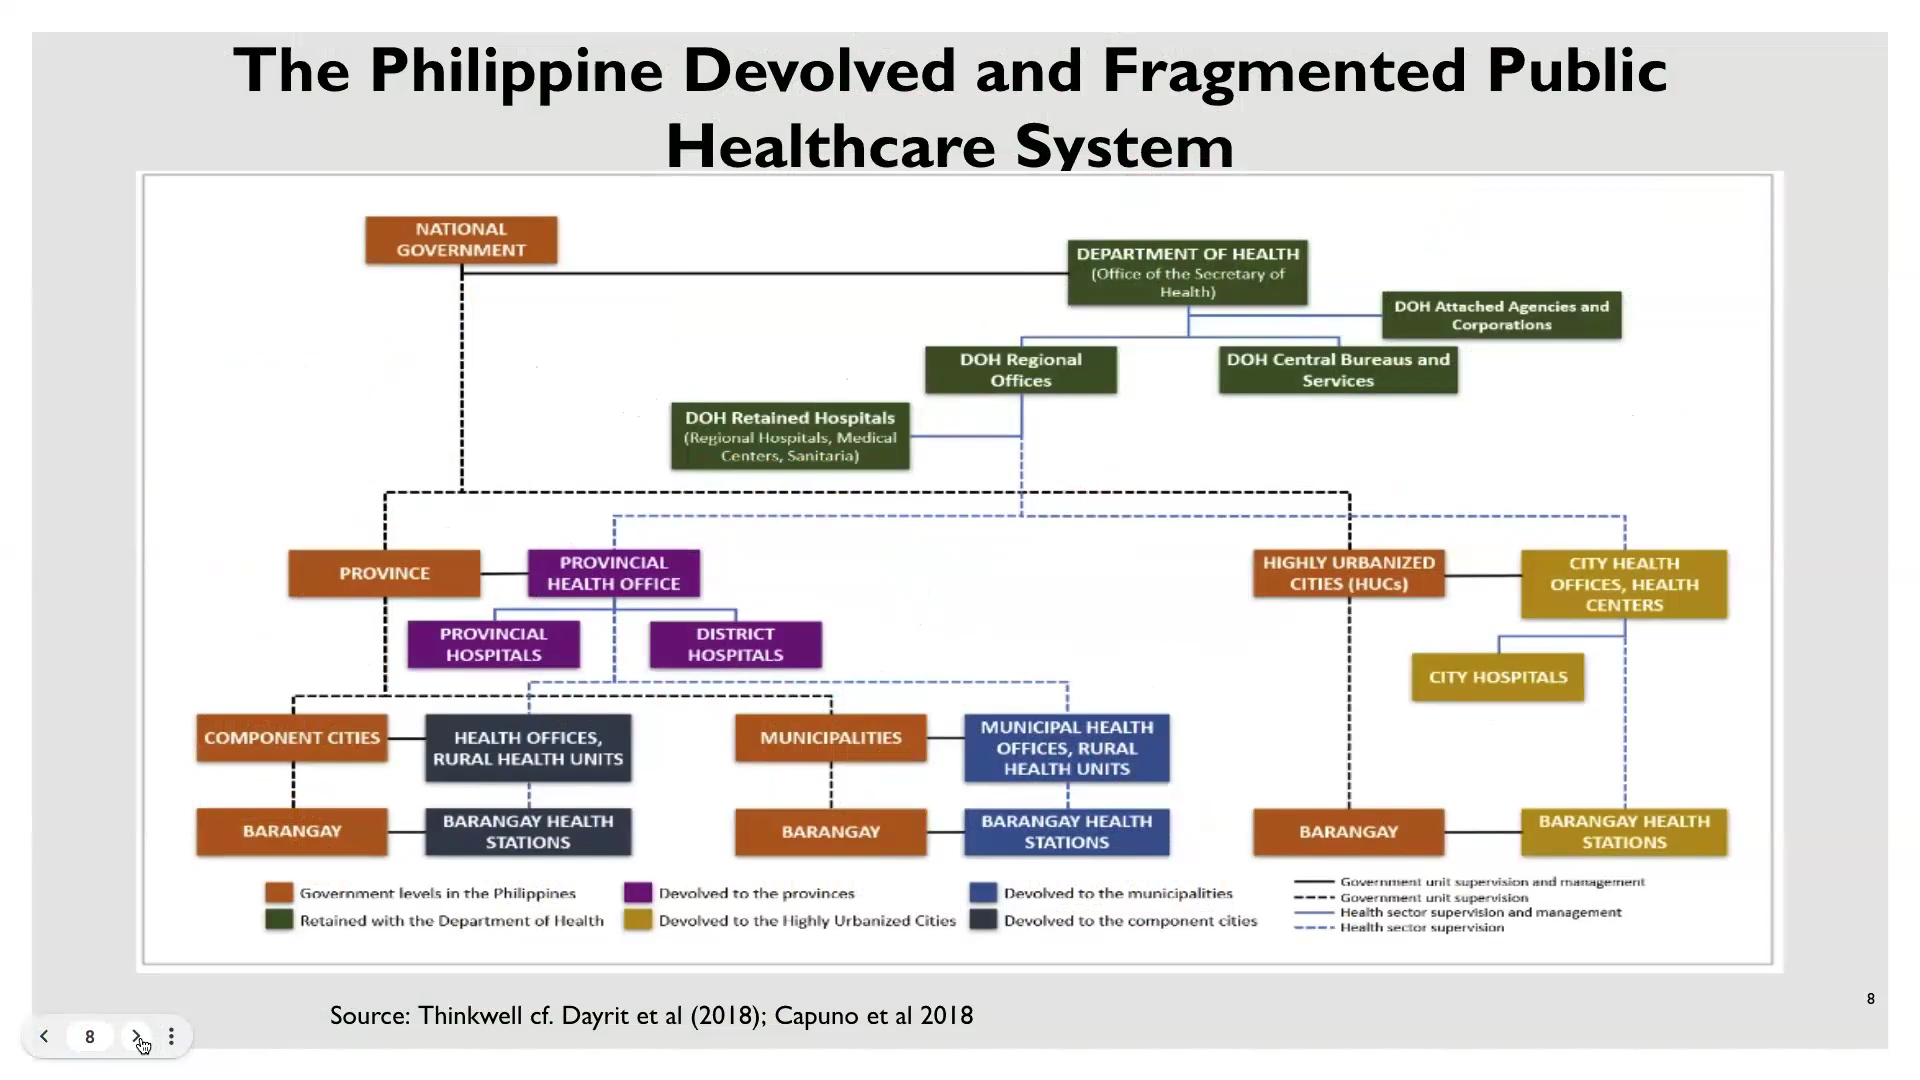 The Philippine Devolved and Fragmented Public
Healthcare System
NATIONAL
GOVERNMENT
DEPARTMENT OF HEALTH
(Office of the Secretary of
Health)
DOH Attached Agencies and
Corporations
DOH Regional
Offices
DOH Central Bureaus and
Services
DOH Retained Hospitals
(Regional Hospitals, Medical
Centers, Sanitaria)
PROVINCE
PROVINCIAL
HEALTH OFFICE
HIGHLY URBANIZED
CITIES (HUCs)
CITY HEALTH
OFFICES, HEALTH
CENTERS
PROVINCIAL
HOSPITALS
DISTRICT
HOSPITALS
CITY HOSPITALS
COMPONENT CITIES
HEALTH OFFICES,
RURAL HEALTH UNITS
MUNICIPALITIES
MUNICIPAL HEALTH
OFFICES, RURAL
HEALTH UNITS
BARANGAY
BARANGAY HEALTH
STATIONS
BARANGAY
BARANGAY HEALTH
STATIONS
BARANGAY
BARANGAY HEALTH
STATIONS
Government levels in the Philippines
Retained with the Department of Health
Devolved to the provinces
Devolved to the Highly Urbanized Cities
Devolved to the municipalities
Devolved to the component cities
Government unit supervision and management
Government unit supervision
Health sector supervision and management
Health sector supervision
Source: Thinkwell cf. Dayrit et al (2018); Capuno et al 2018
8
8